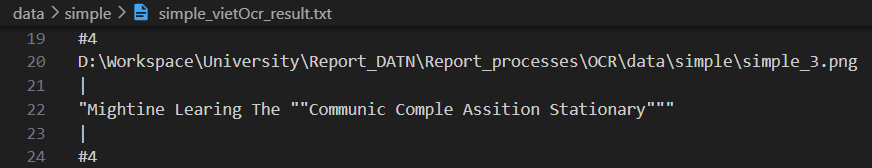 data > simple > simple_vietOcr_result.txt
19 #4
20 D:\Workspace\University\Report_DATN\Report_processes\OCR\data\simple\simple_3.png
21 |
22 "Mightine Learing The ""Communic Comple Assition Stationary"""
23 |
24 #4